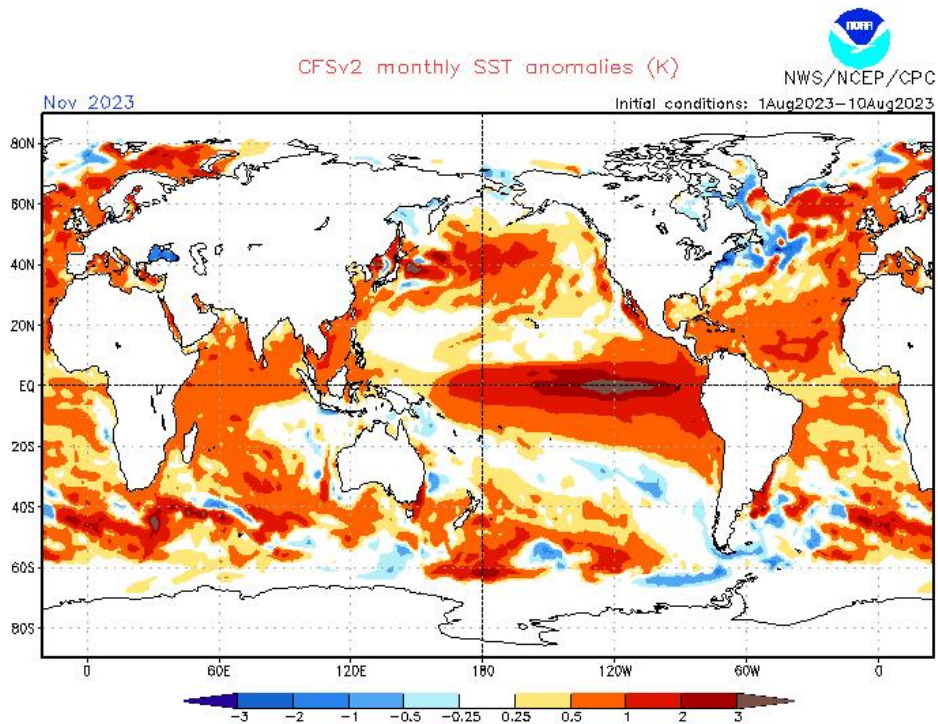 NOAA
CFSv2 monthly SST anomalies (K)
NWS/NCEP/CPC
Nov 2023
Initial conditions: 1Aug2023-10Aug2023
80N
60N
40N
20N
EQ
20S
40S
60S
80S
0 60E 120E 180 120W 60W 0
-3 -2 -1 -0.5 -0.25 0.25 0.5 1 2 3